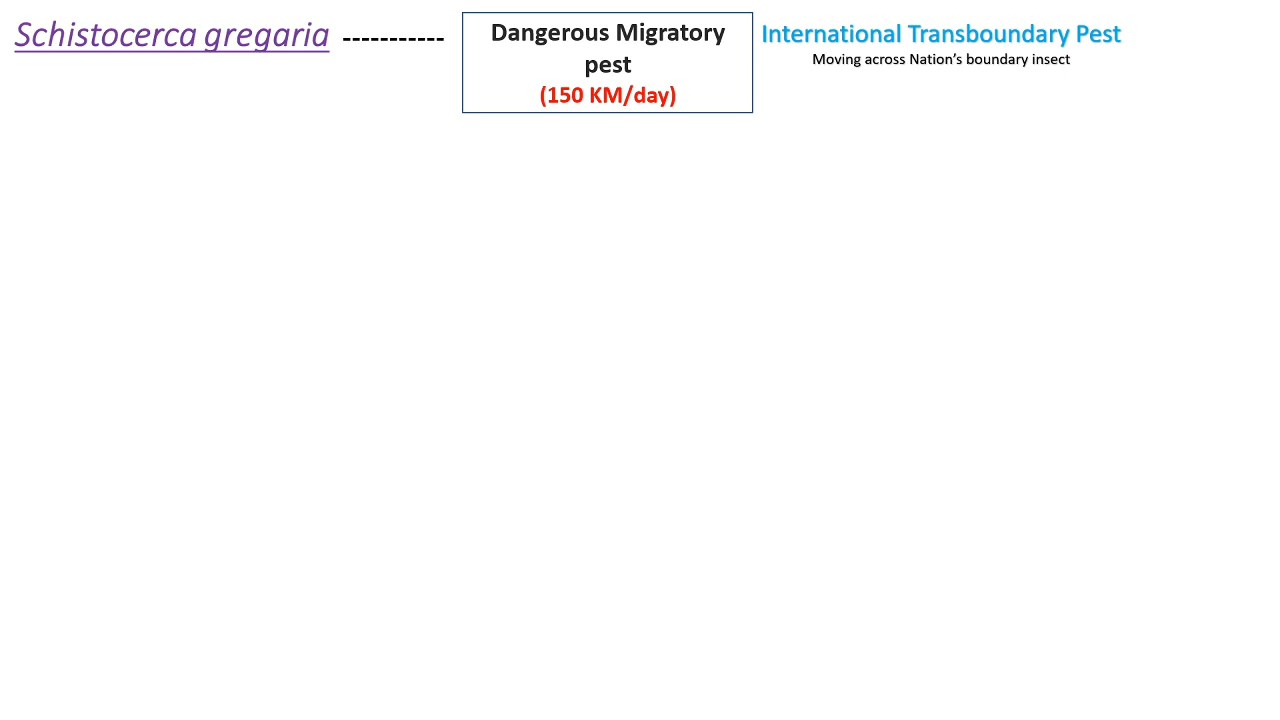 Schistocerca gregaria -----------
Dangerous Migratory
pest
(150 KM/day)
International Transboundary Pest
Moving across Nation’s boundary insect